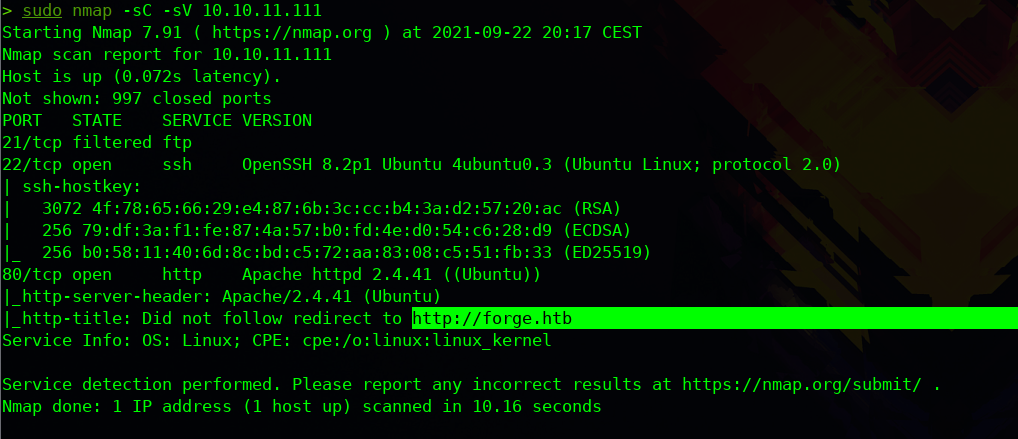 > sudo nmap -sC -sV 10.10.11.111
Starting Nmap 7.91 ( https://nmap.org ) at 2021-09-22 20:17 CEST
Nmap scan report for 10.10.11.111
Host is up (0.072s latency).
Not shown: 997 closed ports
PORT   STATE    SERVICE VERSION
21/tcp filtered ftp
22/tcp open     ssh     OpenSSH 8.2p1 Ubuntu 4ubuntu0.3 (Ubuntu Linux; protocol 2.0)
| ssh-hostkey:
|   3072 4f:78:65:66:29:e4:87:6b:3c:cc:b4:3a:d2:57:20:ac (RSA)
|   256 79:df:3a:f1:fe:87:4a:57:b0:fd:4e:d0:54:c6:28:d9 (ECDSA)
|_  256 b0:58:11:40:6d:8c:bd:c5:72:aa:83:08:c5:51:fb:33 (ED25519)
80/tcp open     http    Apache httpd 2.4.41 ((Ubuntu))
|_http-server-header: Apache/2.4.41 (Ubuntu)
|_http-title: Did not follow redirect to http://forge.htb
Service Info: OS: Linux; CPE: cpe:/o:linux:linux_kernel
Service detection performed. Please report any incorrect results at https://nmap.org/submit/ .
Nmap done: 1 IP address (1 host up) scanned in 10.16 seconds